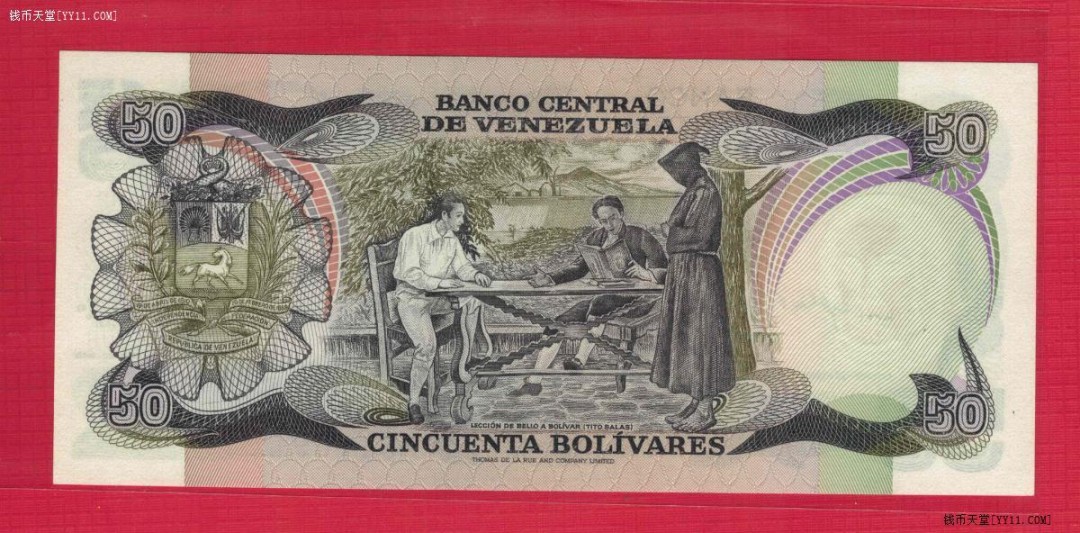 钱币天堂[YY11.COM]
50
BANCO CENTRAL
DE VENEZUELA
50
REPUBLICA DE VENEZUELA
50
LECCIÓN DE BELLO A BOLÍVAR (TITO SALAS)
CINCUENTA BOLÍVARES
THOMAS DE LA RUE AND COMPANY LIMITED
50
钱币天堂[YY11.COM]